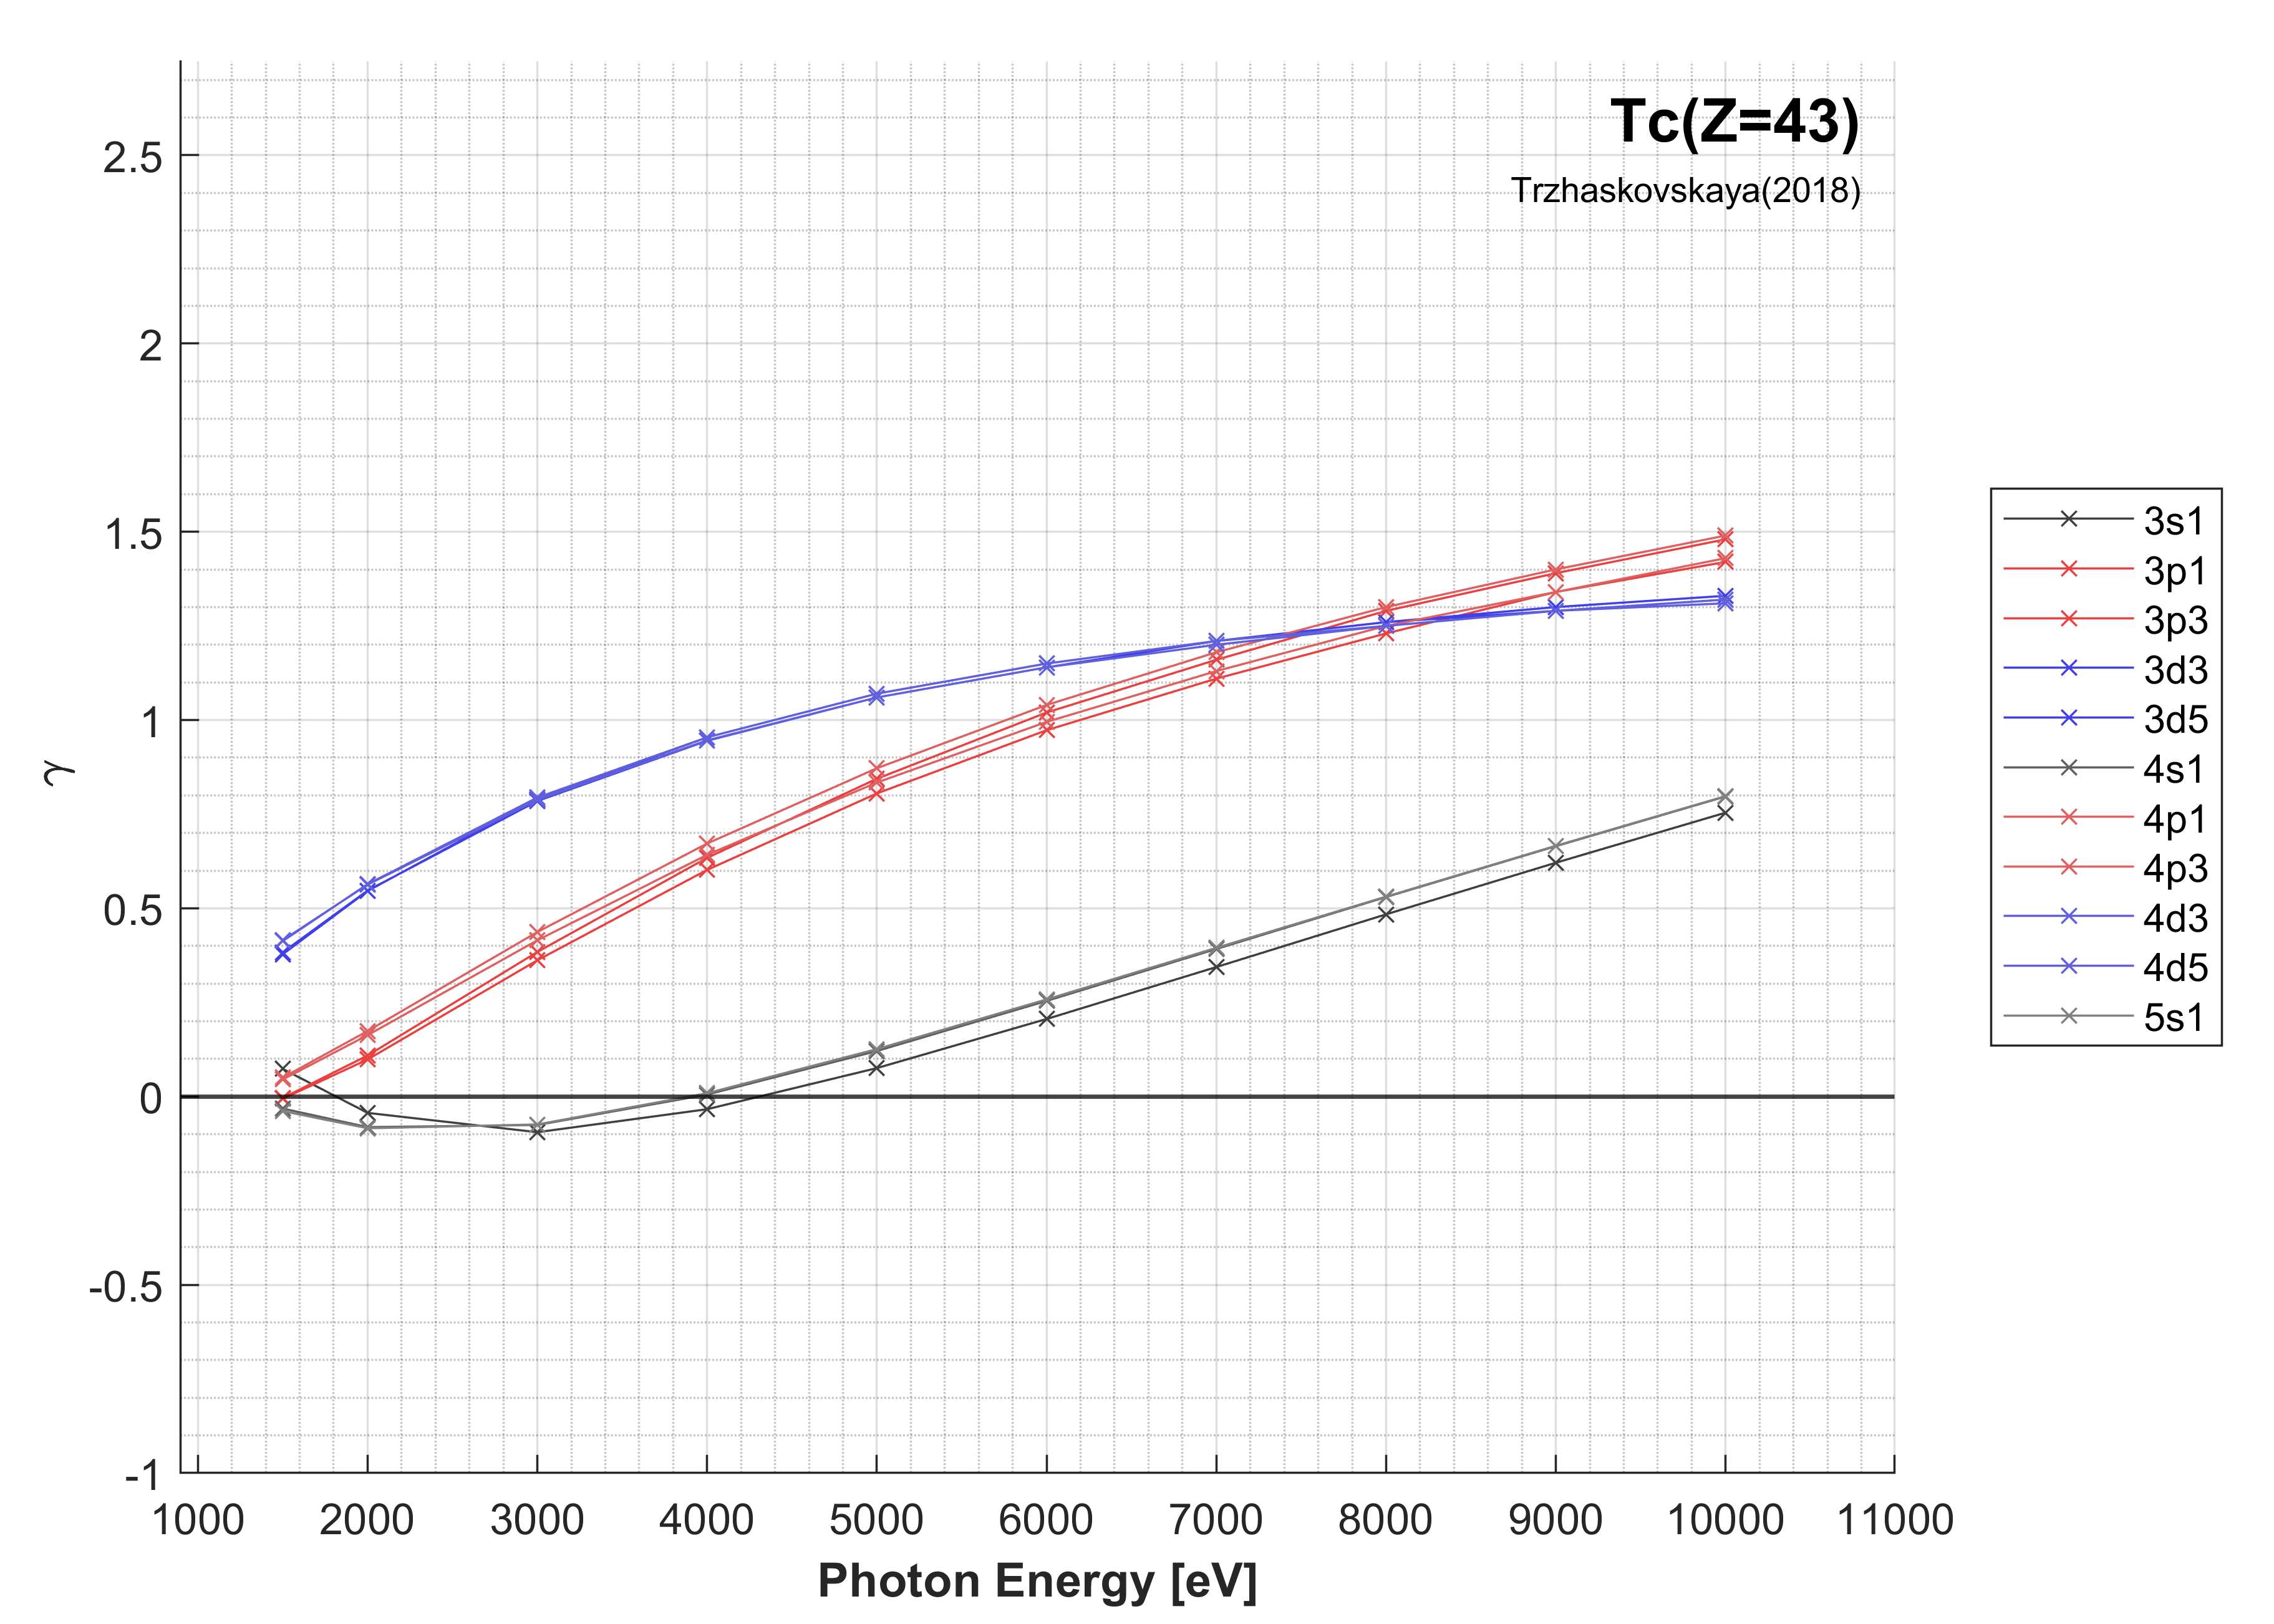 Tc(Z=43)
Trzhaskovskaya(2018)
2.5
2
1.5
1
0.5
0
-0.5
-1
γ
1000 2000 3000 4000 5000 6000 7000 8000 9000 10000 11000
Photon Energy [eV]
3s1
3p1
3p3
3d3
3d5
4s1
4p1
4p3
4d3
4d5
5s1